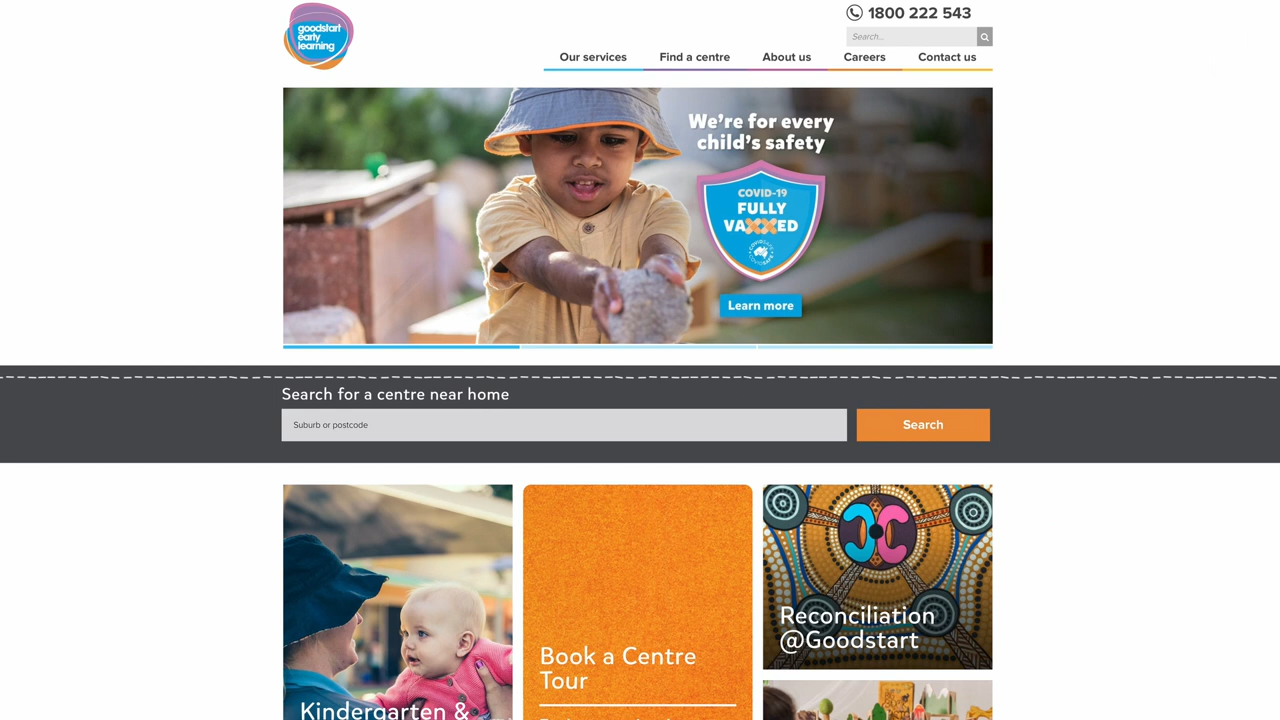 goodstart
early
learning
1800 222 543
Search...
Our services
Find a centre
About us
Careers
Contact us
We're for every
child's safety
COVID-19
FULLY
VAXXED
COVIDSAFE
COVIDSAFE
Learn more
Search for a centre near home
Suburb or postcode
Search
Kindergarten &
Book a Centre
Tour
Reconciliation
@Goodstart